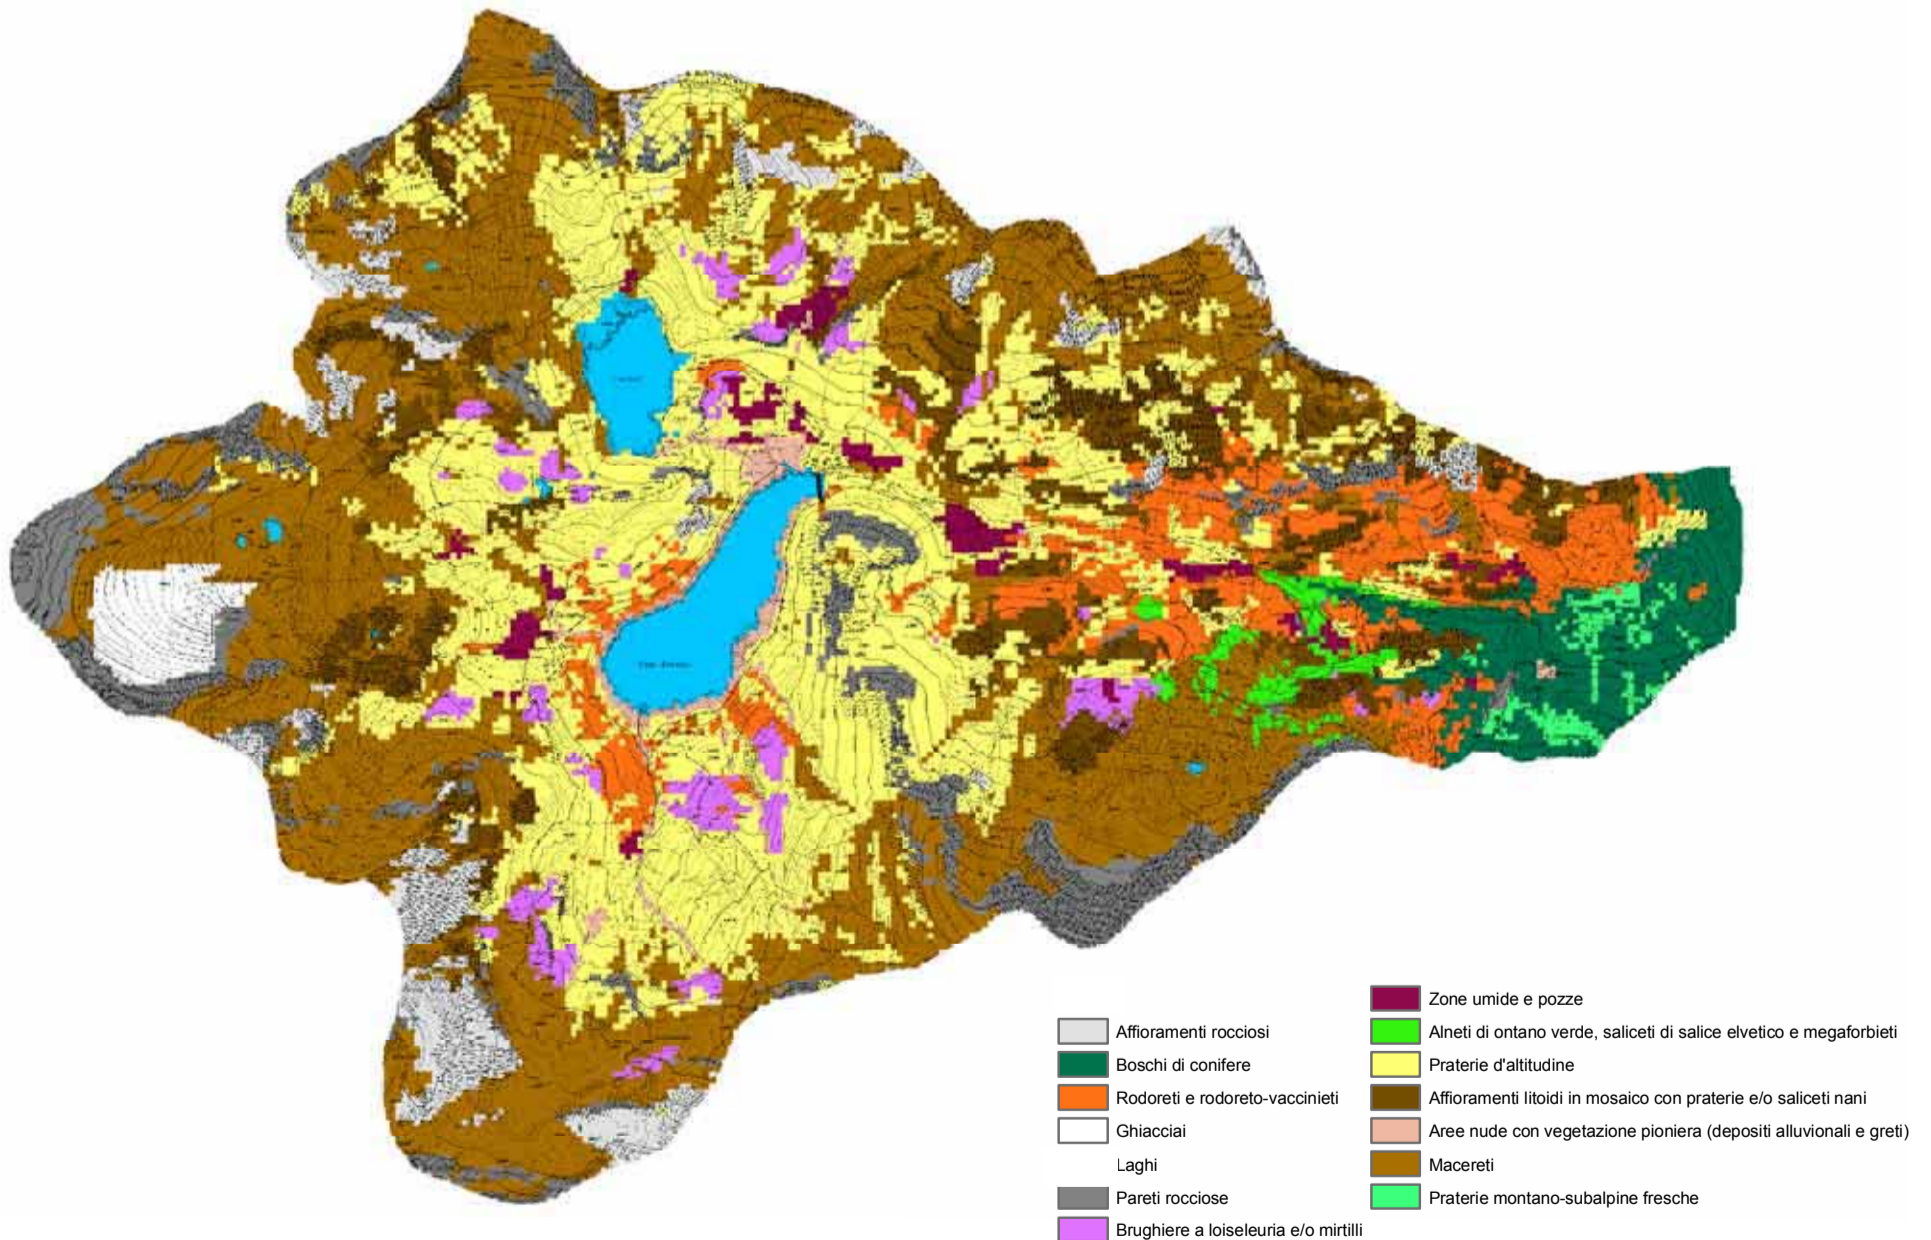 Affioramenti rocciosi
Boschi di conifere
Rodoreti e rodoreto-vaccinieti
Ghiacciai
Laghi
Pareti rocciose
Brughiere a loiseleuria e/o mirtilli
Zone umide e pozze
Alneti di ontano verde, saliceti di salice elvetico e megaforbieti
Praterie d'altitudine
Affioramenti litoidi in mosaico con praterie e/o saliceti nani
Aree nude con vegetazione pioniera (depositi alluvionali e greti)
Macereti
Praterie montano-subalpine fresche